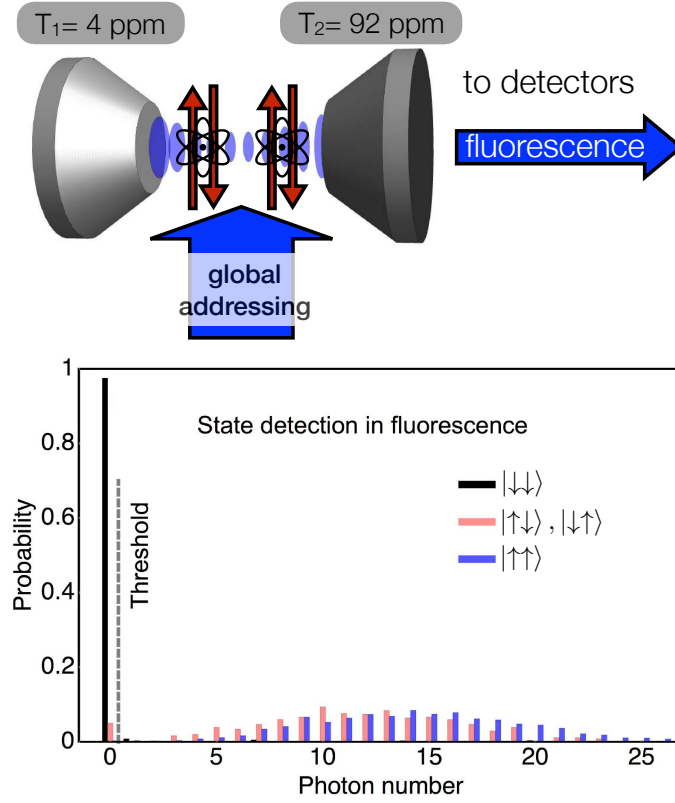 T₁= 4 ppm
T₂= 92 ppm
to detectors
fluorescence
global
addressing
1
0.8
0.6
0.4
0.2
0
Probability
State detection in fluorescence
Threshold
|↓↓⟩
|↑↓⟩ , |↓↑⟩
|↑↑⟩
0 5 10 15 20 25
Photon number